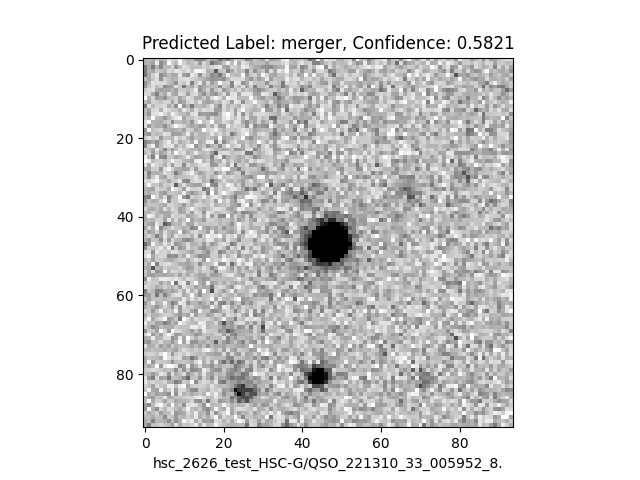 Predicted Label: merger, Confidence: 0.5821
0
20
40
60
80
0 20 40 60 80
hsc_2626_test_HSC-G/QSO_221310_33_005952_8.